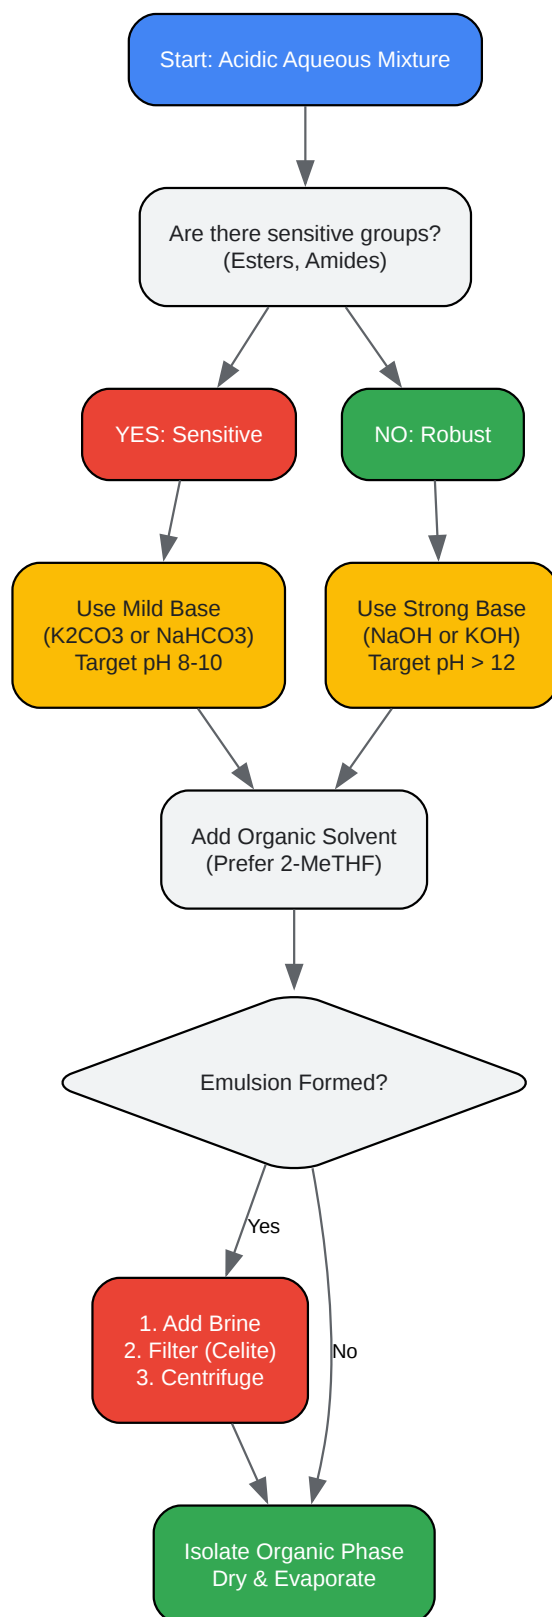 Start: Acidic Aqueous Mixture
Are there sensitive groups?
(Esters, Amides)
YES: Sensitive
NO: Robust
Use Mild Base
(K2CO3 or NaHCO3)
Target pH 8-10
Use Strong Base
(NaOH or KOH)
Target pH > 12
Add Organic Solvent
(Prefer 2-MeTHF)
Emulsion Formed?
Yes
1. Add Brine
2. Filter (Celite)
3. Centrifuge
No
Isolate Organic Phase
Dry & Evaporate